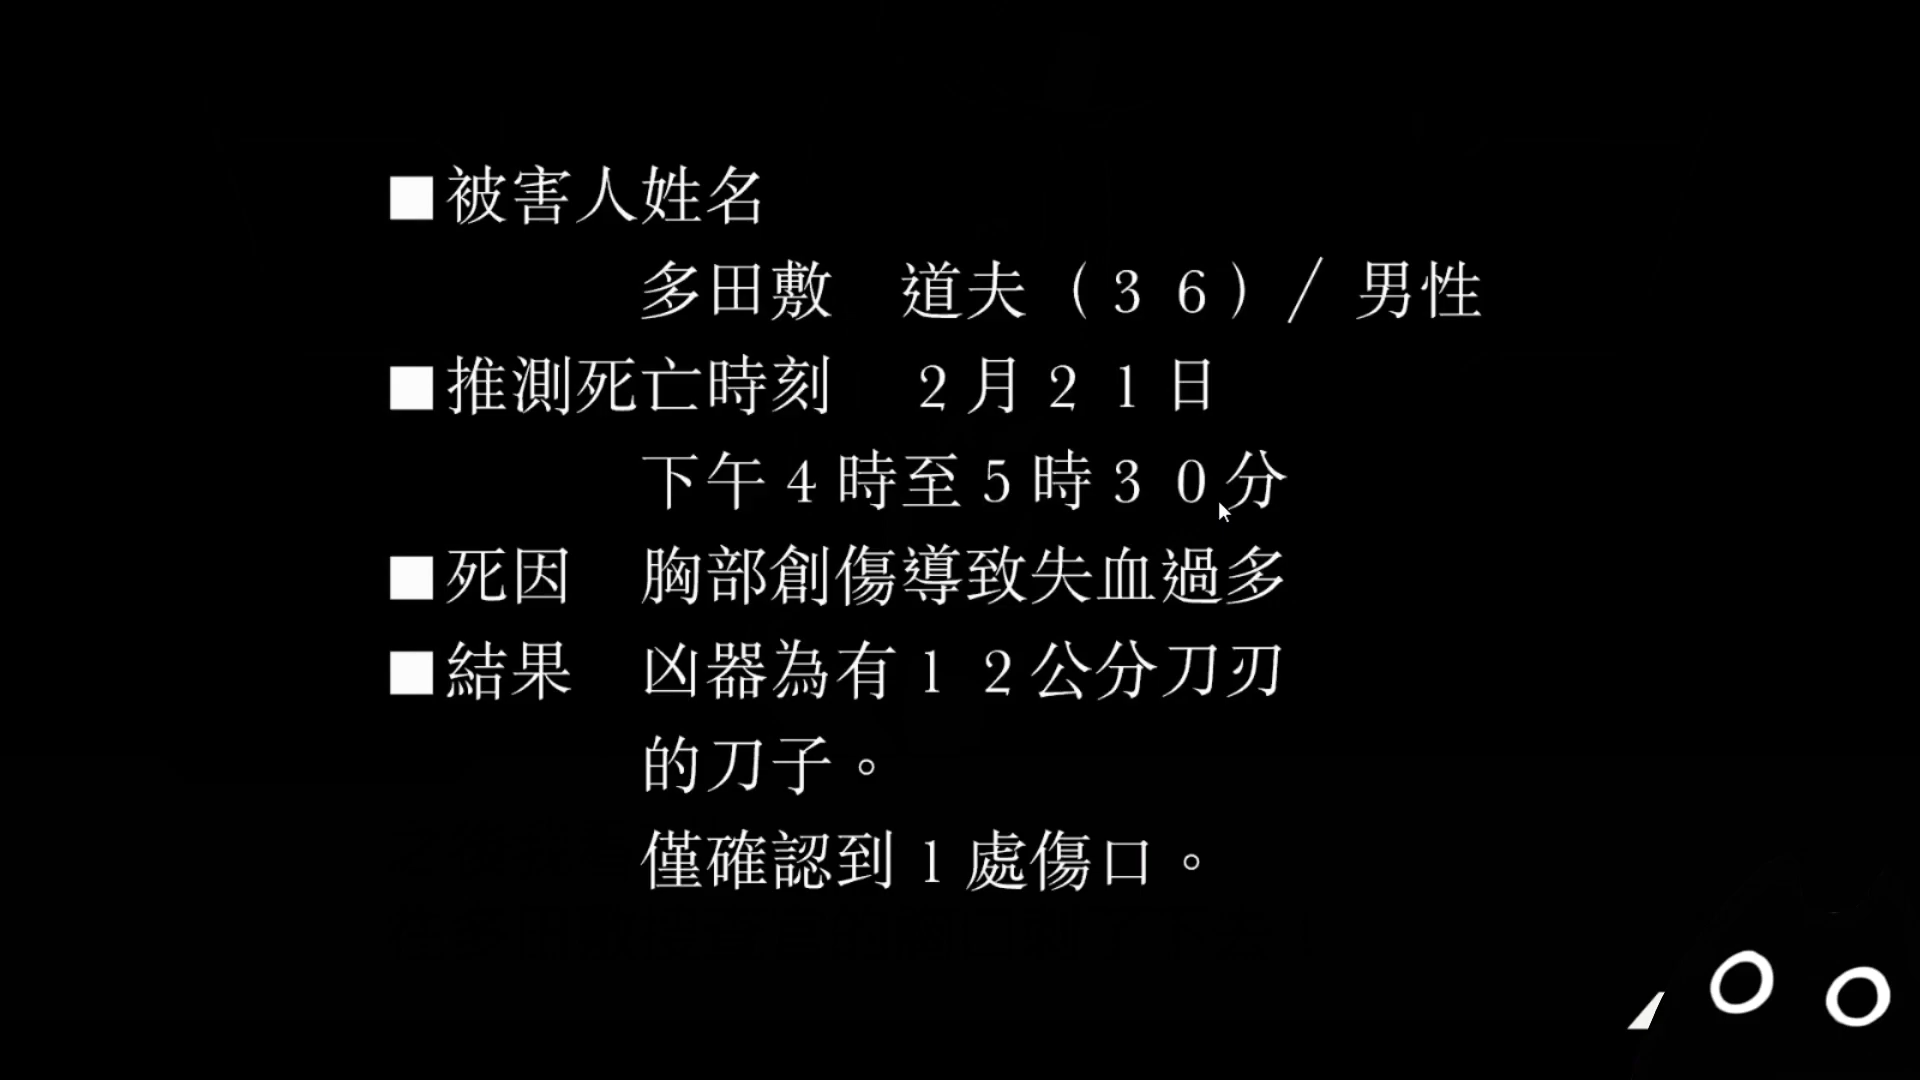 ■被害人姓名
多田敷　道夫（３６）／男性
■推測死亡時刻　２月２１日
下午４時至５時３０分
■死因　胸部創傷導致失血過多
■結果　凶器為有１２公分刀刃
的刀子。
僅確認到１處傷口。